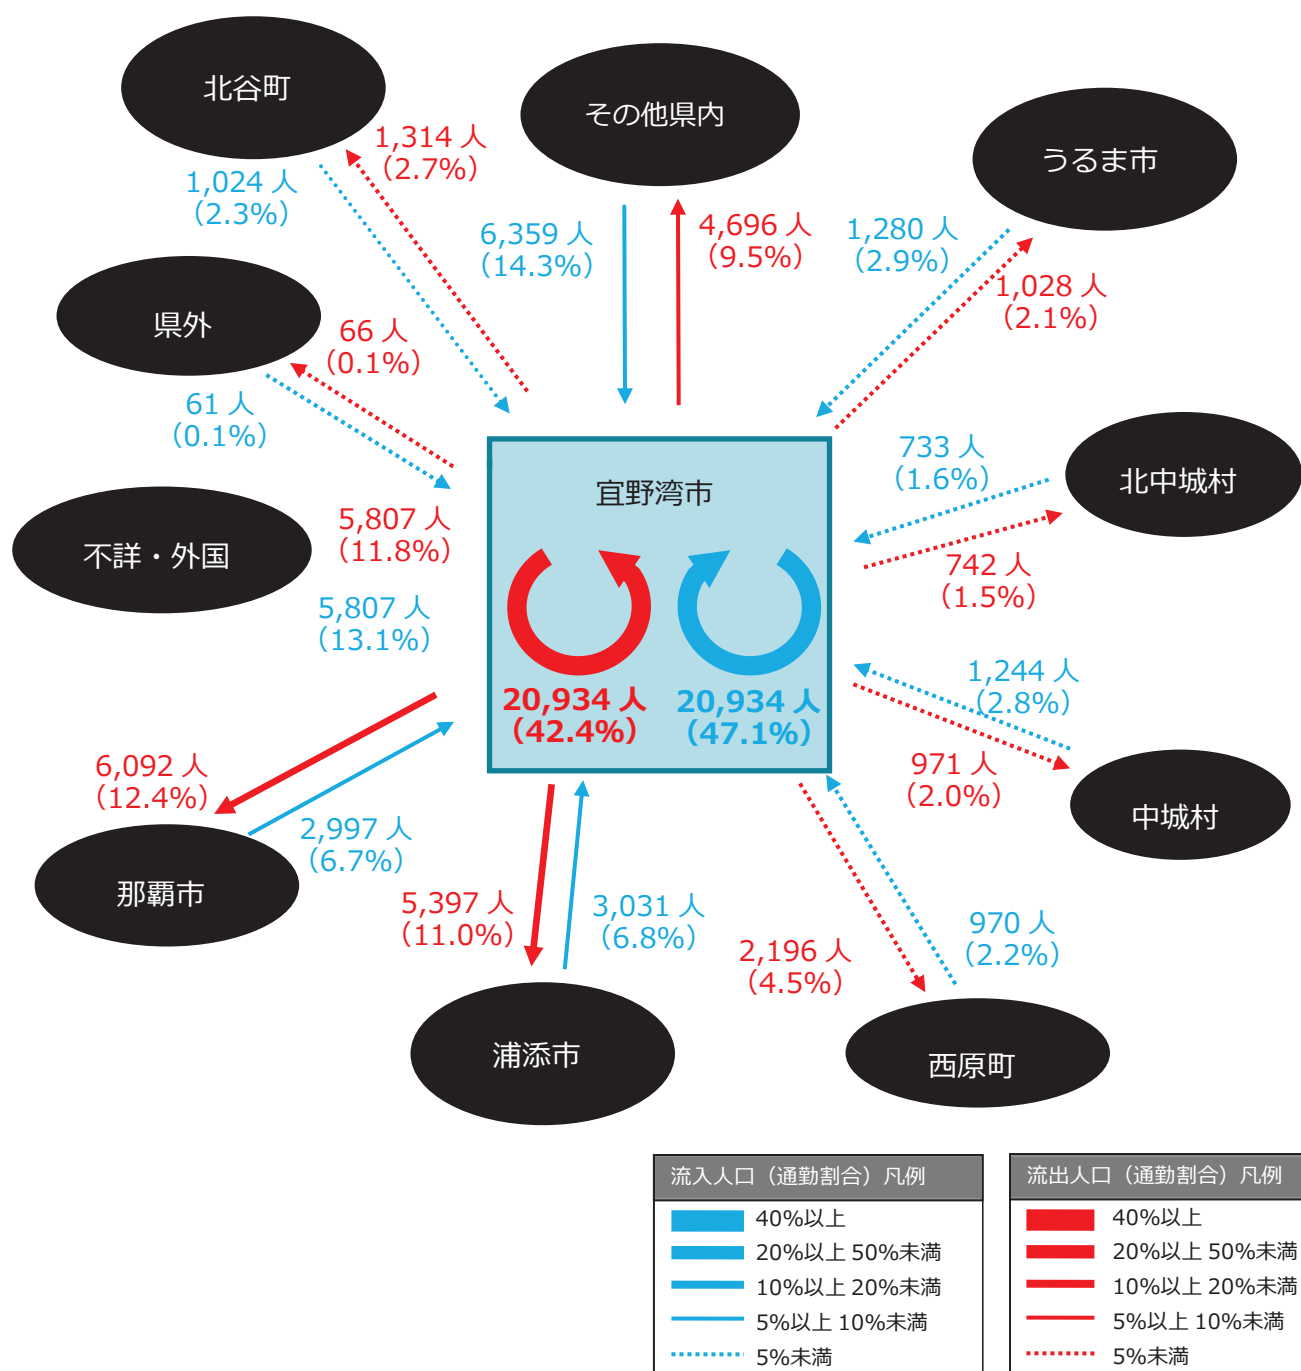 北谷町
1,314 人
（2.7%）
1,024 人
（2.3%）
その他県内
6,359 人
（14.3%）
4,696 人
（9.5%）
うるま市
1,280 人
（2.9%）
1,028 人
（2.1%）
県外
66 人
（0.1%）
61 人
（0.1%）
北中城村
733 人
（1.6%）
742 人
（1.5%）
宜野湾市
20,934 人
（42.4%）
20,934 人
（47.1%）
不詳・外国
5,807 人
（11.8%）
5,807 人
（13.1%）
中城村
1,244 人
（2.8%）
971 人
（2.0%）
那覇市
6,092 人
（12.4%）
2,997 人
（6.7%）
浦添市
5,397 人
（11.0%）
3,031 人
（6.8%）
西原町
2,196 人
（4.5%）
970 人
（2.2%）
流入人口（通勤割合）凡例
40%以上
20%以上 50%未満
10%以上 20%未満
5%以上 10%未満
5%未満
流出人口（通勤割合）凡例
40%以上
20%以上 50%未満
10%以上 20%未満
5%以上 10%未満
5%未満